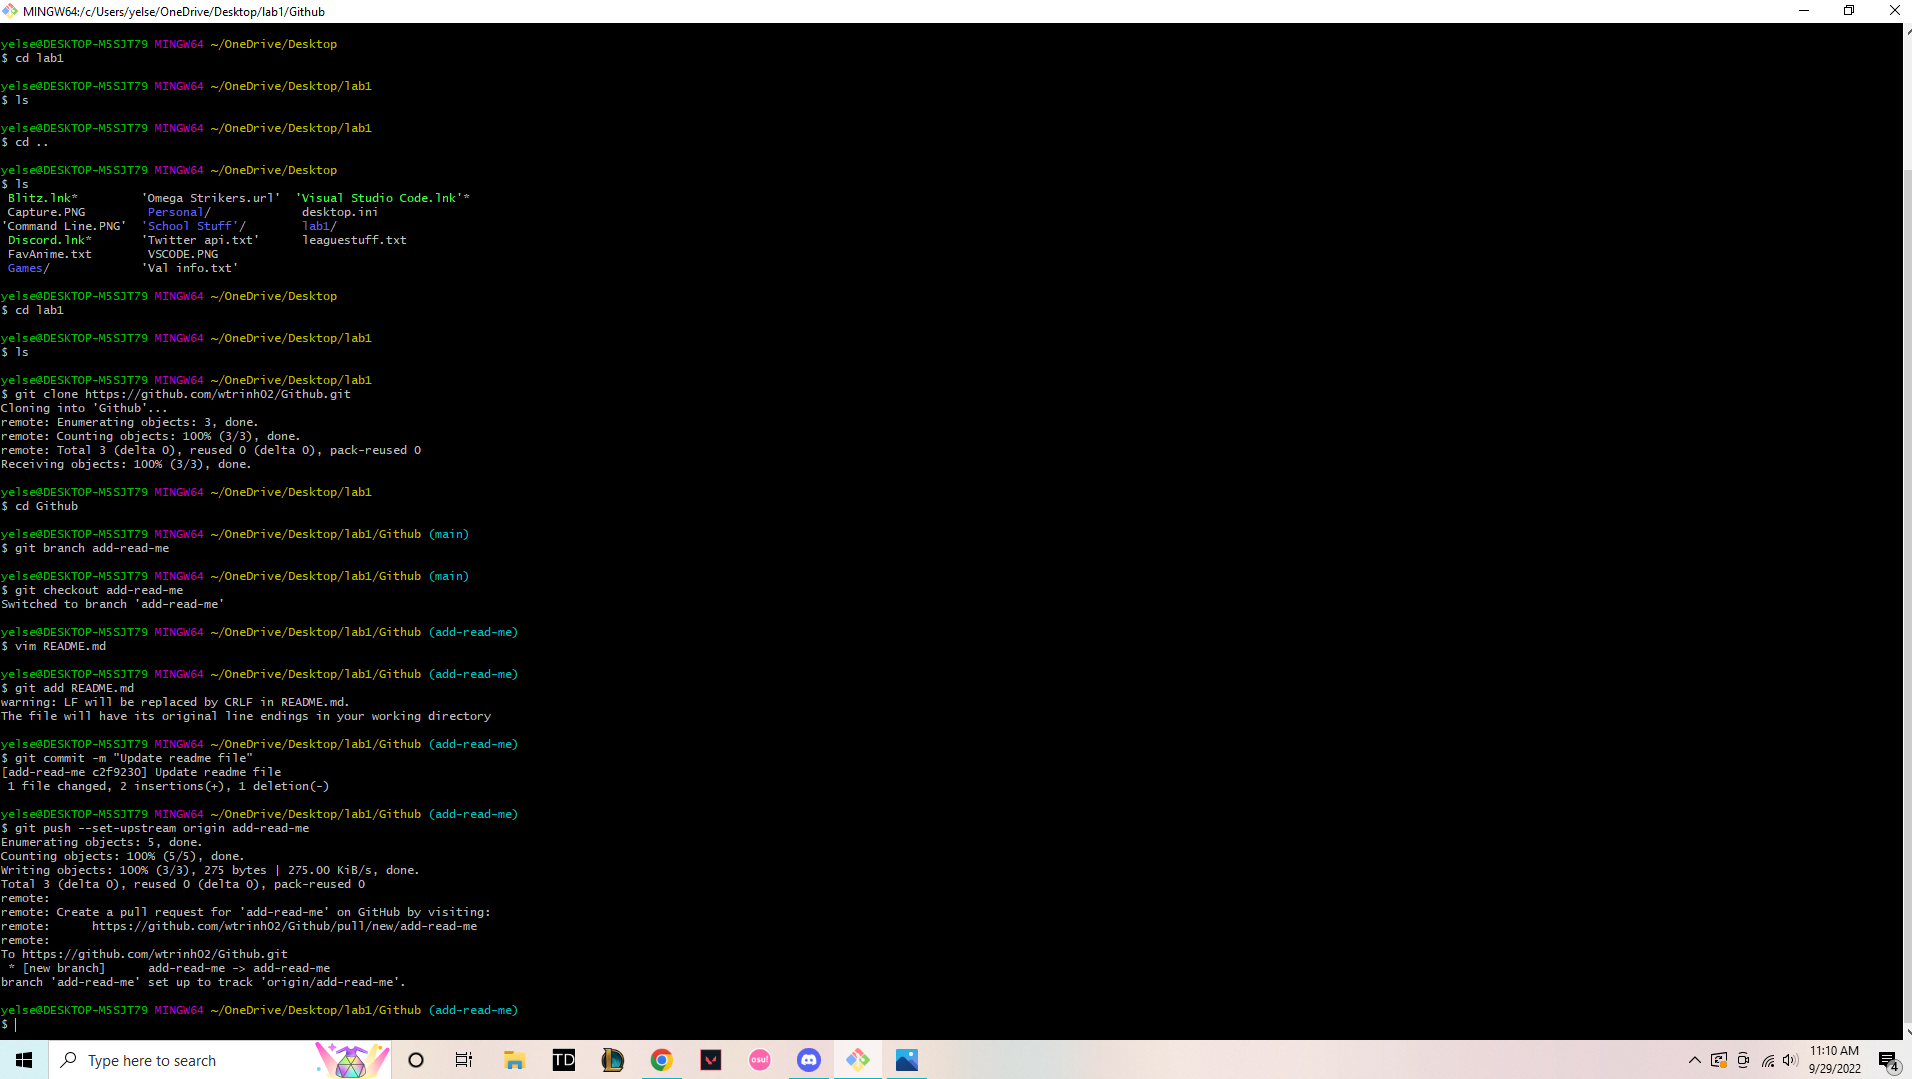 MINGW64:/c/Users/yelse/OneDrive/Desktop/lab1/Github
yelse@DESKTOP-M5SJT79 MINGW64 ~/OneDrive/Desktop
$ cd lab1
yelse@DESKTOP-M5SJT79 MINGW64 ~/OneDrive/Desktop/lab1
$ ls
yelse@DESKTOP-M5SJT79 MINGW64 ~/OneDrive/Desktop/lab1
$ cd ..
yelse@DESKTOP-M5SJT79 MINGW64 ~/OneDrive/Desktop
$ ls
Blitz.lnk* 'Omega Strikers.url' 'Visual Studio Code.lnk'*
Capture.PNG Personal/ desktop.ini
'Command Line.PNG' 'School Stuff'/ lab1/
Discord.lnk* 'Twitter api.txt' leaguestuff.txt
FavAnime.txt VSCODE.PNG
Games/ 'Val info.txt'
yelse@DESKTOP-M5SJT79 MINGW64 ~/OneDrive/Desktop
$ cd lab1
yelse@DESKTOP-M5SJT79 MINGW64 ~/OneDrive/Desktop/lab1
$ ls
yelse@DESKTOP-M5SJT79 MINGW64 ~/OneDrive/Desktop/lab1
$ git clone https://github.com/wtrinh02/Github.git
Cloning into 'Github'...
remote: Enumerating objects: 3, done.
remote: Counting objects: 100% (3/3), done.
remote: Total 3 (delta 0), reused 0 (delta 0), pack-reused 0
Receiving objects: 100% (3/3), done.
yelse@DESKTOP-M5SJT79 MINGW64 ~/OneDrive/Desktop/lab1
$ cd Github
yelse@DESKTOP-M5SJT79 MINGW64 ~/OneDrive/Desktop/lab1/Github (main)
$ git branch add-read-me
yelse@DESKTOP-M5SJT79 MINGW64 ~/OneDrive/Desktop/lab1/Github (main)
$ git checkout add-read-me
Switched to branch 'add-read-me'
yelse@DESKTOP-M5SJT79 MINGW64 ~/OneDrive/Desktop/lab1/Github (add-read-me)
$ vim README.md
yelse@DESKTOP-M5SJT79 MINGW64 ~/OneDrive/Desktop/lab1/Github (add-read-me)
$ git add README.md
warning: LF will be replaced by CRLF in README.md.
The file will have its original line endings in your working directory
yelse@DESKTOP-M5SJT79 MINGW64 ~/OneDrive/Desktop/lab1/Github (add-read-me)
$ git commit -m "Update readme file"
[add-read-me c2f9230] Update readme file
1 file changed, 2 insertions(+), 1 deletion(-)
yelse@DESKTOP-M5SJT79 MINGW64 ~/OneDrive/Desktop/lab1/Github (add-read-me)
$ git push --set-upstream origin add-read-me
Enumerating objects: 5, done.
Counting objects: 100% (5/5), done.
Writing objects: 100% (3/3), 275 bytes | 275.00 KiB/s, done.
Total 3 (delta 0), reused 0 (delta 0), pack-reused 0
remote:
remote: Create a pull request for 'add-read-me' on GitHub by visiting:
remote: https://github.com/wtrinh02/Github/pull/new/add-read-me
remote:
To https://github.com/wtrinh02/Github.git
* [new branch] add-read-me -> add-read-me
branch 'add-read-me' set up to track 'origin/add-read-me'.
yelse@DESKTOP-M5SJT79 MINGW64 ~/OneDrive/Desktop/lab1/Github (add-read-me)
$
Type here to search
TD
osu!
11:10 AM
9/29/2022
4